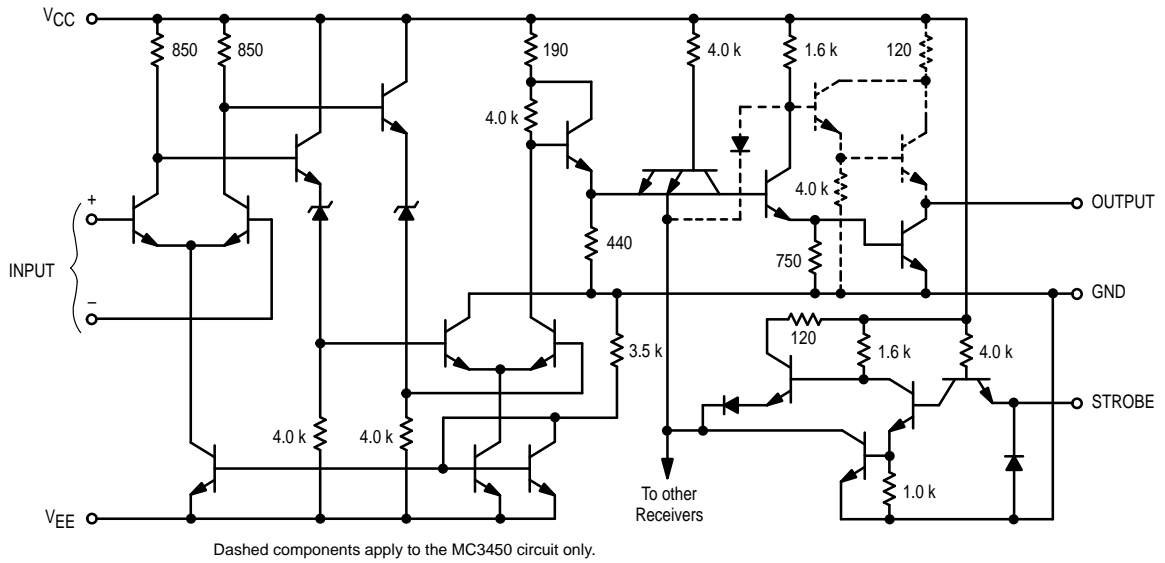 VCC
850
850
190
4.0 k
1.6 k
120
4.0 k
4.0 k
+
INPUT
−
OUTPUT
440
750
GND
120
3.5 k
1.6 k
4.0 k
STROBE
4.0 k
4.0 k
1.0 k
To other
Receivers
VEE
Dashed components apply to the MC3450 circuit only.